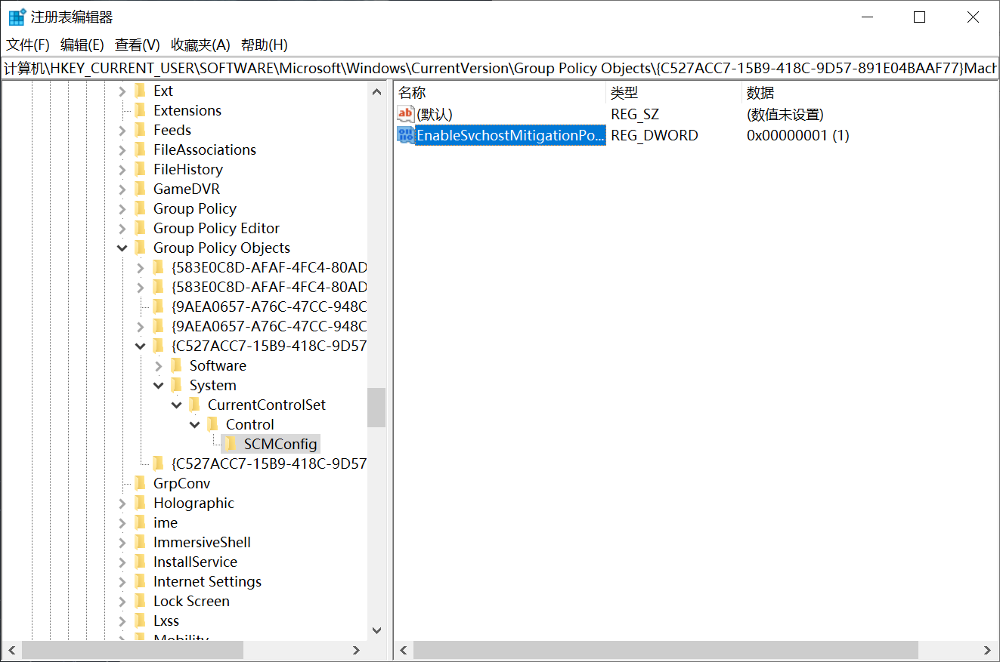 注册表编辑器
文件(F) 编辑(E) 查看(V) 收藏夹(A) 帮助(H)
计算机\HKEY_CURRENT_USER\SOFTWARE\Microsoft\Windows\CurrentVersion\Group Policy Objects\{C527ACC7-15B9-418C-9D57-891E04BAAF77}Mach
Ext
Extensions
Feeds
FileAssociations
FileHistory
GameDVR
Group Policy
Group Policy Editor
Group Policy Objects
{583E0C8D-AFAF-4FC4-80AD
{583E0C8D-AFAF-4FC4-80AD
{9AEA0657-A76C-47CC-948C
{9AEA0657-A76C-47CC-948C
{C527ACC7-15B9-418C-9D57
Software
System
CurrentControlSet
Control
SCMConfig
{C527ACC7-15B9-418C-9D57
GrpConv
Holographic
ime
ImmersiveShell
InstallService
Internet Settings
Lock Screen
Lxss
Mobility
名称 类型 数据
(默认) REG_SZ (数值未设置)
EnableSvchostMitigationPo... REG_DWORD 0x00000001 (1)